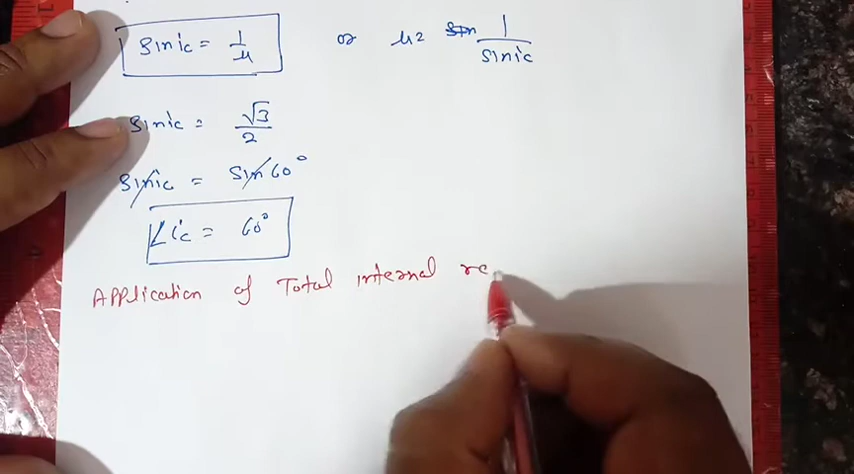 sin ic = 1/μ or μ = 1/sin ic
sin ic = √3/2
sin ic = sin 60°
∠ic = 60°
Application of Total internal re